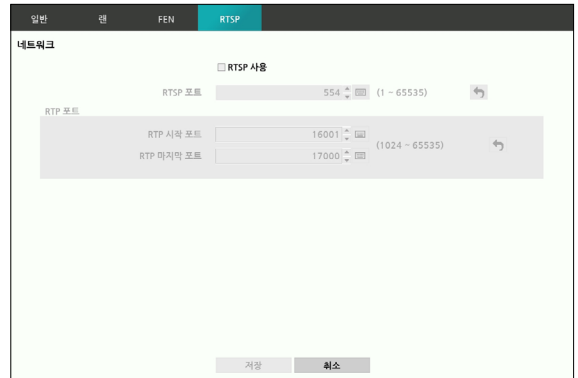 일반 랜 FEN RTSP
네트워크
RTSP 사용
RTSP 포트 554 (1 ~ 65535)
RTP 포트
RTP 시작 포트 16001
(1024 ~ 65535)
RTP 마지막 포트 17000
저장 취소